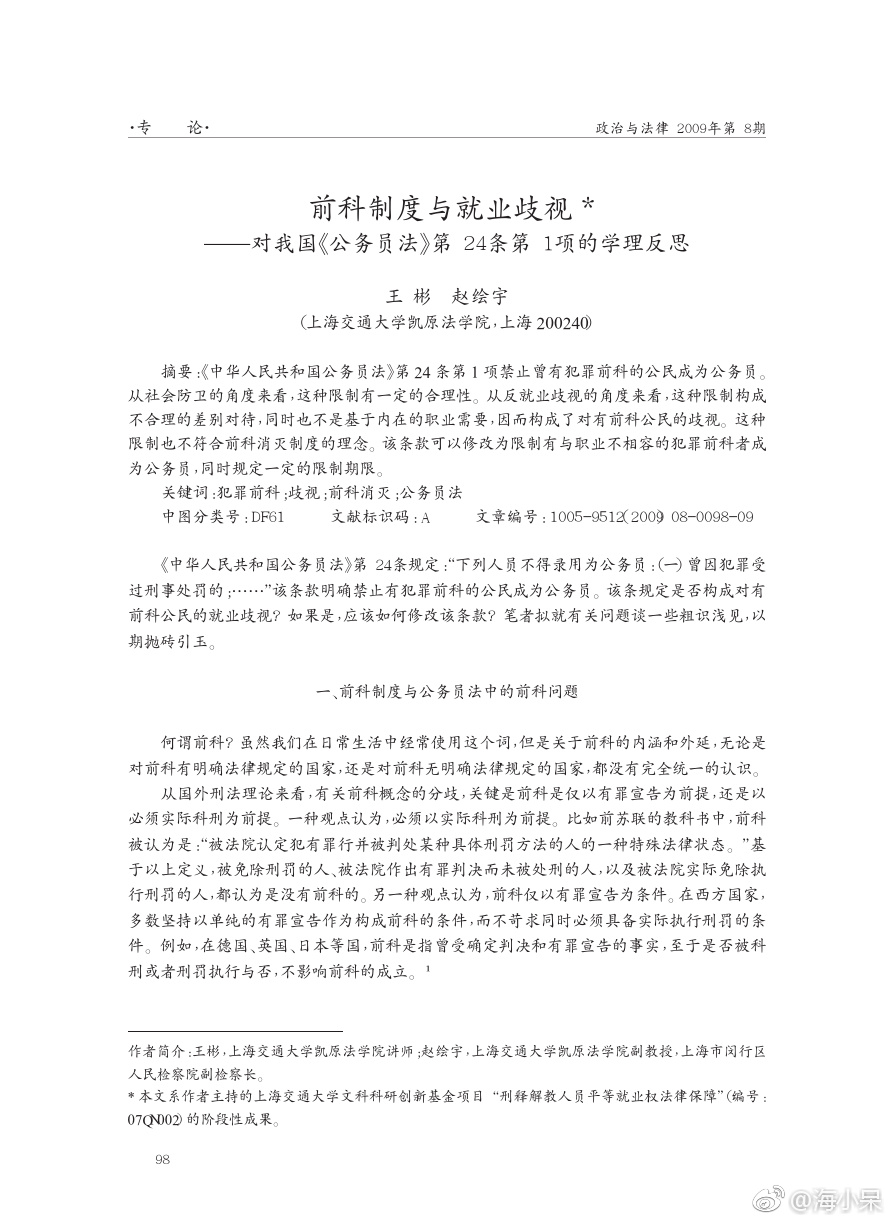 ·专 论· 政治与法律 2009年第 8期
前科制度与就业歧视*
——对我国《公务员法》第 24条第 1项的学理反思
王 彬 赵绘宇
(上海交通大学凯原法学院,上海 200240)
摘要:《中华人民共和国公务员法》第 24 条第 1 项禁止曾有犯罪前科的公民成为公务员。
从社会防卫的角度来看,这种限制有一定的合理性。从反就业歧视的角度来看,这种限制构成
不合理的差别对待,同时也不是基于内在的职业需要,因而构成了对有前科公民的歧视。这种
限制也不符合前科消灭制度的理念。该条款可以修改为限制有与职业不相容的犯罪前科者成
为公务员,同时规定一定的限制期限。
关键词:犯罪前科;歧视;前科消灭;公务员法
中图分类号:DF61 文献标识码:A 文章编号:1005-9512(2009) 08-0098-09
《中华人民共和国公务员法》第 24条规定:“下列人员不得录用为公务员:(一) 曾因犯罪受
过刑事处罚的;……”该条款明确禁止有犯罪前科的公民成为公务员。该条规定是否构成对有
前科公民的就业歧视?如果是,应该如何修改该条款?笔者拟就有关问题谈一些粗识浅见,以
期抛砖引玉。
一、前科制度与公务员法中的前科问题
何谓前科?虽然我们在日常生活中经常使用这个词,但是关于前科的内涵和外延,无论是
对前科有明确法律规定的国家,还是对前科无明确法律规定的国家,都没有完全统一的认识。
从国外刑法理论来看,有关前科概念的分歧,关键是前科是仅以有罪宣告为前提,还是以
必须实际科刑为前提。一种观点认为,必须以实际科刑为前提。比如前苏联的教科书中,前科
被认为是:“被法院认定犯有罪行并被判处某种具体刑罚方法的人的一种特殊法律状态。”基
于以上定义,被免除刑罚的人、被法院作出有罪判决而未被处刑的人,以及被法院实际免除执
行刑罚的人,都认为是没有前科的。另一种观点认为,前科仅以有罪宣告为条件。在西方国家,
多数坚持以单纯的有罪宣告作为构成前科的条件,而不苛求同时必须具备实际执行刑罚的条
件。例如,在德国、英国、日本等国,前科是指曾受确定判决和有罪宣告的事实,至于是否被科
刑或者刑罚执行与否,不影响前科的成立。1
作者简介:王彬,上海交通大学凯原法学院讲师;赵绘宇,上海交通大学凯原法学院副教授,上海市闵行区
人民检察院副检察长。
* 本文系作者主持的上海交通大学文科科研创新基金项目 “刑释解教人员平等就业权法律保障”(编号:
07QN002) 的阶段性成果。
98
@海小呆